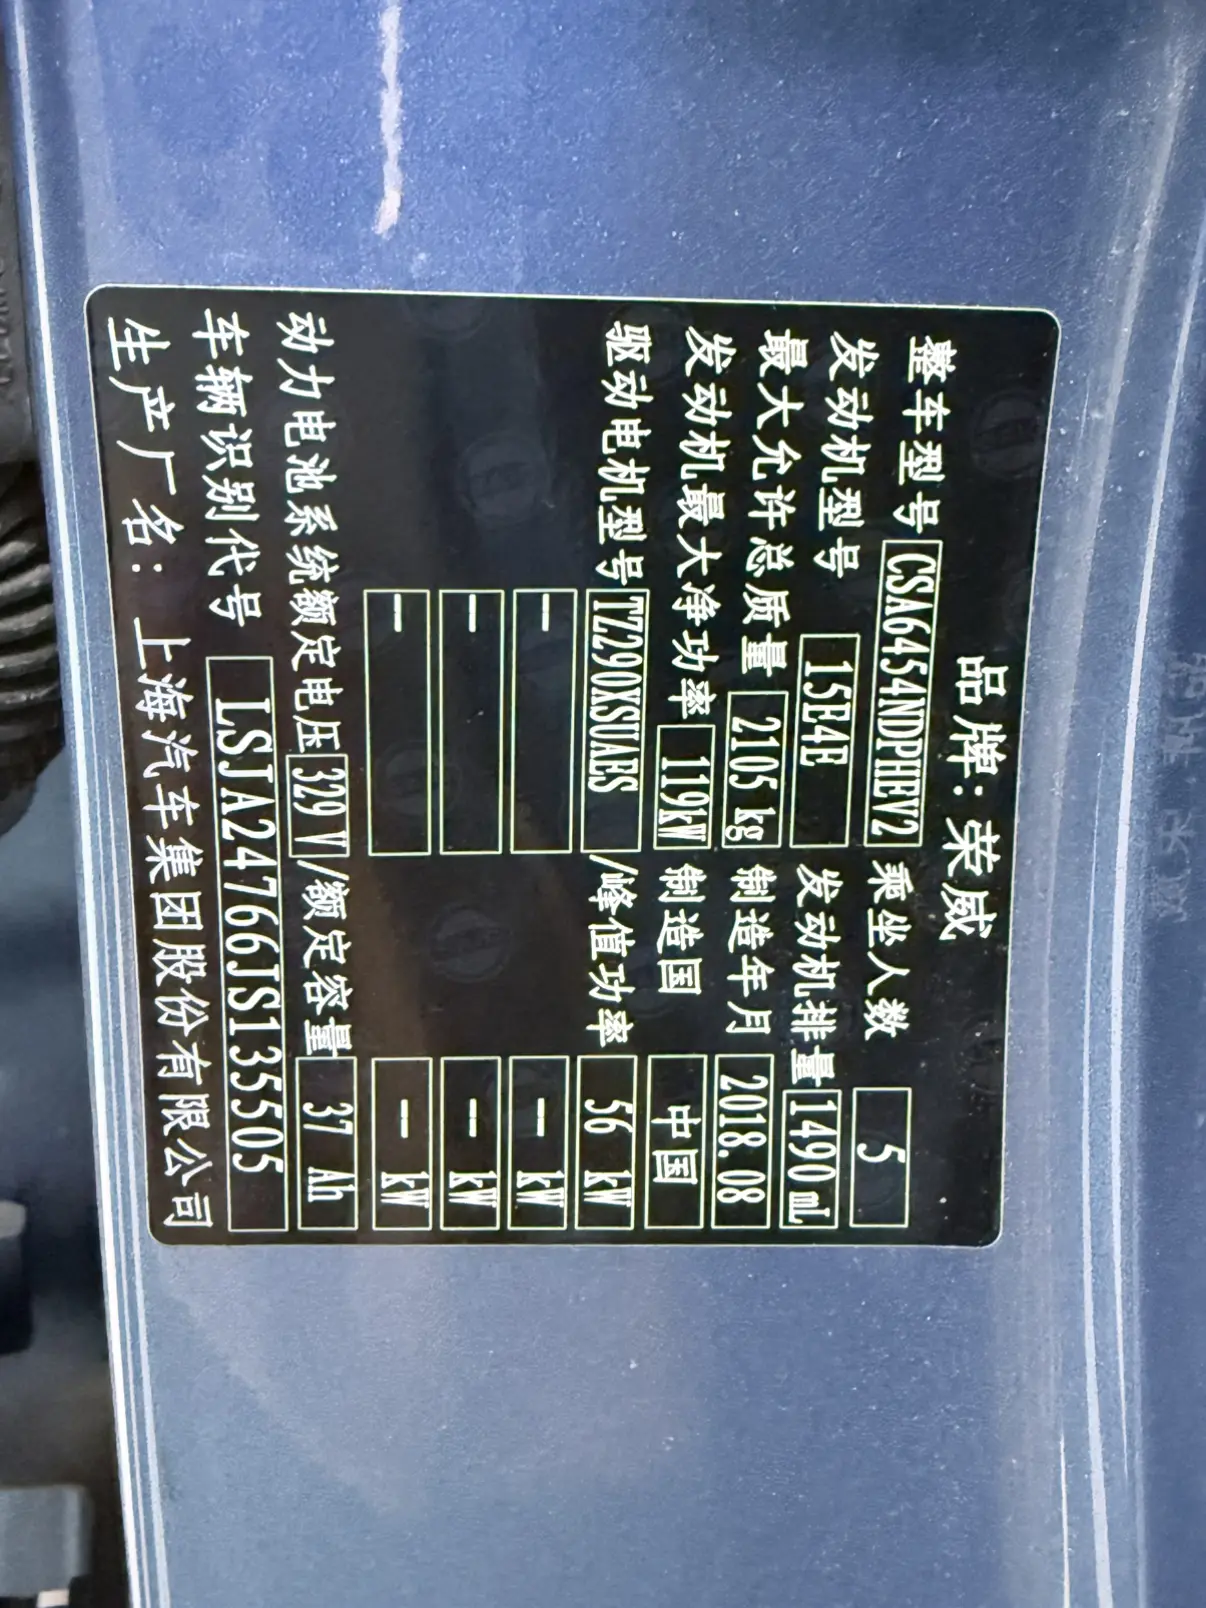 品牌：荣威
整车型号 CSA6454NDPHEV2 乘坐人数 5
发动机型号 15E4E 发动机排量 1490 mL
最大允许总质量 2105 kg 制造年月 2018.08
发动机最大净功率 119kW 制造国 中国
驱动电机型号 TZ290XSUAES /峰值功率 56 kW
— — kW
— — kW
— — kW
动力电池系统额定电压 329 V /额定容量 37 Ah
车辆识别代号 LSJA24766JS135505
生产厂名：上海汽车集团股份有限公司